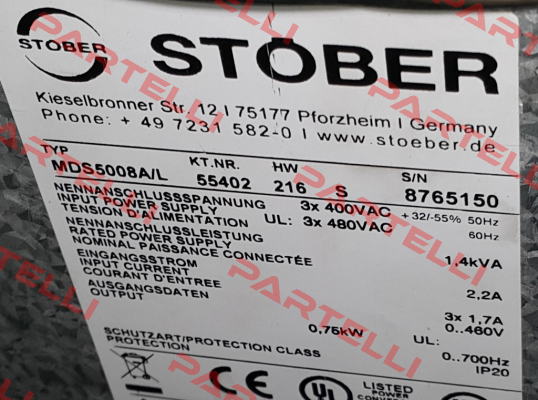 STOBER
STÖBER
Kieselbronner Str. 12 I 75177 Pforzheim I Germany
Phone: + 49 7231 582-0 I www.stoeber.de
TYP KT.NR. HW S/N
MDS5008A/L 55402 216 S 8765150
NENNANSCHLUSSSPANNUNG 3x 400VAC +32/-55% 50Hz
INPUT POWER SUPPLY UL: 3x 480VAC 60Hz
TENSION D'ALIMENTATION
NENNANSCHLUSSLEISTUNG
RATED POWER SUPPLY 1,4kVA
NOMINAL PAISSANCE CONNECTÉE
EINGANGSSTROM
INPUT CURRENT 2,2A
COURANT D'ENTREE
AUSGANGSDATEN 3x 1,7A
OUTPUT 0,75kW 0..460V
UL:
0..700Hz
SCHUTZART/PROTECTION CLASS IP20
PROTECTION
CE
UL
LISTED
PARTELLI
PARTELLI
PARTELLI
PARTELLI
PARTELLI